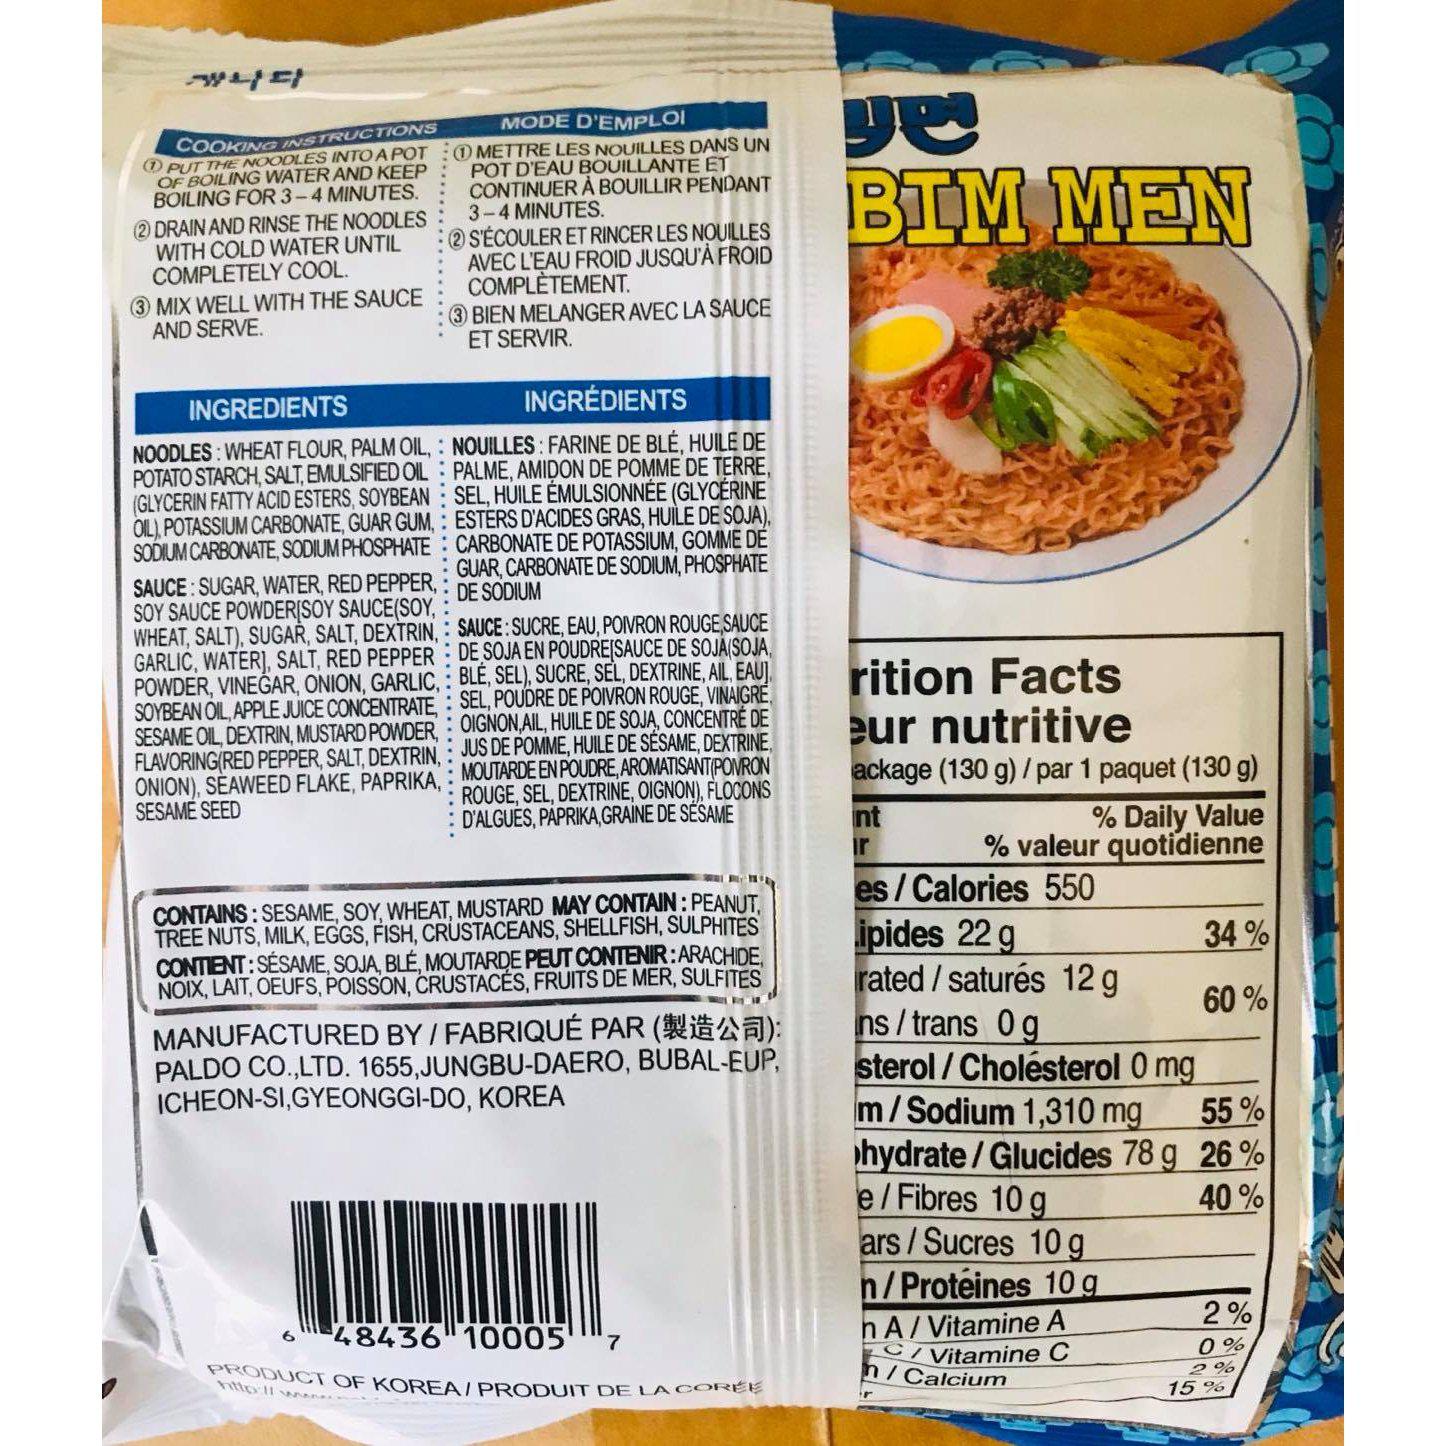 캐나다
COOKING INSTRUCTIONS
① PUT THE NOODLES INTO A POT
OF BOILING WATER AND KEEP
BOILING FOR 3 – 4 MINUTES.
② DRAIN AND RINSE THE NOODLES
WITH COLD WATER UNTIL
COMPLETELY COOL.
③ MIX WELL WITH THE SAUCE
AND SERVE.
MODE D'EMPLOI
① METTRE LES NOUILLES DANS UN
POT D'EAU BOUILLANTE ET
CONTINUER À BOUILLIR PENDANT
3 – 4 MINUTES.
② S'ÉCOULER ET RINCER LES NOUILLES
AVEC L'EAU FROID JUSQU'À FROID
COMPLÈTEMENT.
③ BIEN MELANGER AVEC LA SAUCE
ET SERVIR.
INGREDIENTS
NOODLES : WHEAT FLOUR, PALM OIL,
POTATO STARCH, SALT, EMULSIFIED OIL
(GLYCERIN FATTY ACID ESTERS, SOYBEAN
OIL), POTASSIUM CARBONATE, GUAR GUM,
SODIUM CARBONATE, SODIUM PHOSPHATE
SAUCE : SUGAR, WATER, RED PEPPER,
SOY SAUCE POWDER[SOY SAUCE(SOY,
WHEAT, SALT), SUGAR, SALT, DEXTRIN,
GARLIC, WATER], SALT, RED PEPPER
POWDER, VINEGAR, ONION, GARLIC,
SOYBEAN OIL, APPLE JUICE CONCENTRATE,
SESAME OIL, DEXTRIN, MUSTARD POWDER,
FLAVORING(RED PEPPER, SALT, DEXTRIN,
ONION), SEAWEED FLAKE, PAPRIKA,
SESAME SEED
INGRÉDIENTS
NOUILLES : FARINE DE BLÉ, HUILE DE
PALME, AMIDON DE POMME DE TERRE,
SEL, HUILE ÉMULSIONNÉE (GLYCÉRINE
ESTERS D'ACIDES GRAS, HUILE DE SOJA),
CARBONATE DE POTASSIUM, GOMME DE
GUAR, CARBONATE DE SODIUM, PHOSPHATE
DE SODIUM
SAUCE : SUCRE, EAU, POIVRON ROUGE,SAUCE
DE SOJA EN POUDRE[SAUCE DE SOJA(SOJA,
BLÉ, SEL), SUCRE, SEL, DEXTRINE, AIL, EAU],
SEL, POUDRE DE POIVRON ROUGE, VINAIGRE,
OIGNON,AIL, HUILE DE SOJA, CONCENTRÉ DE
JUS DE POMME, HUILE DE SÉSAME, DEXTRINE,
MOUTARDE EN POUDRE, AROMATISANT(POIVRON
ROUGE, SEL, DEXTRINE, OIGNON), FLOCONS
D'ALGUES, PAPRIKA,GRAINE DE SÉSAME
CONTAINS : SESAME, SOY, WHEAT, MUSTARD MAY CONTAIN : PEANUT,
TREE NUTS, MILK, EGGS, FISH, CRUSTACEANS, SHELLFISH, SULPHITES
CONTIENT : SÉSAME, SOJA, BLÉ, MOUTARDE PEUT CONTENIR : ARACHIDE,
NOIX, LAIT, OEUFS, POISSON, CRUSTACÉS, FRUITS DE MER, SULFITES
MANUFACTURED BY / FABRIQUÉ PAR (製造公司):
PALDO CO.,LTD. 1655,JUNGBU-DAERO, BUBAL-EUP,
ICHEON-SI,GYEONGGI-DO, KOREA
6 48436 10005 7
PRODUCT OF KOREA / PRODUIT DE LA CORÉE
http://
빔면
BIM MEN
rition Facts
eur nutritive
ackage (130 g) / par 1 paquet (130 g)
nt % Daily Value
ur % valeur quotidienne
es / Calories 550
Lipides 22 g 34 %
rated / saturés 12 g
ns / trans 0 g 60 %
sterol / Cholésterol 0 mg
m / Sodium 1,310 mg 55 %
ohydrate / Glucides 78 g 26 %
e / Fibres 10 g 40 %
ars / Sucres 10 g
n / Protéines 10 g
n A / Vitamine A 2 %
C / Vitamine C 0 %
m / Calcium 2 %
r 15 %